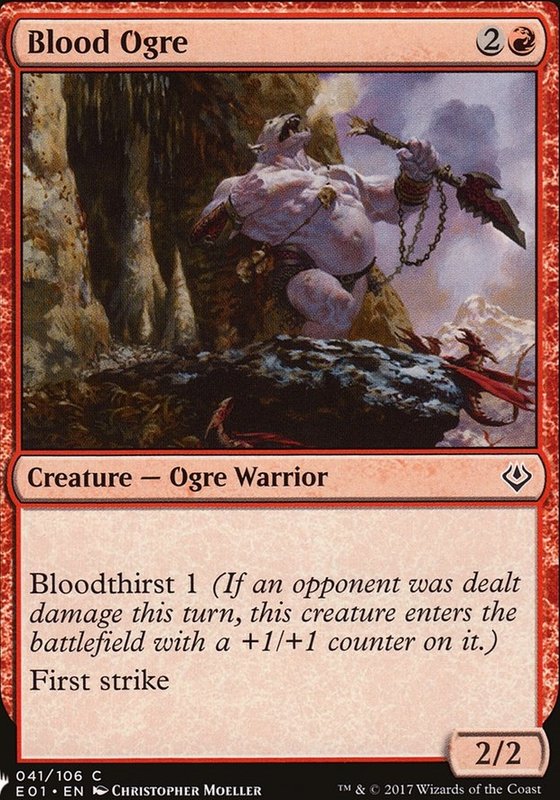 Blood Ogre 2
Creature — Ogre Warrior
Bloodthirst 1 (If an opponent was dealt
damage this turn, this creature enters the
battlefield with a +1/+1 counter on it.)
First strike
2/2
041/106 C
E01 • EN Christopher Moeller ™ & © 2017 Wizards of the Coast